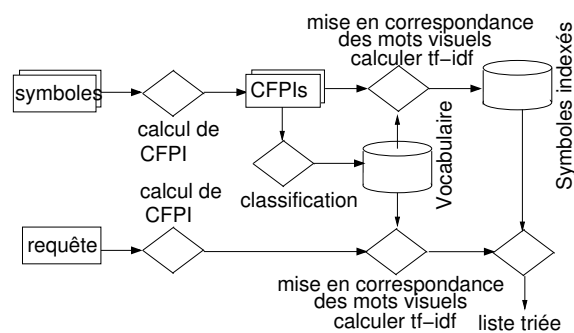 mise en correspondance
des mots visuels
calculer tf-idf
symboles
CFPIs
calcul de
CFPI
classification
Vocabulaire
Symboles indexés
calcul de
CFPI
requête
mise en correspondance
des mots visuels
calculer tf-idf
liste triée